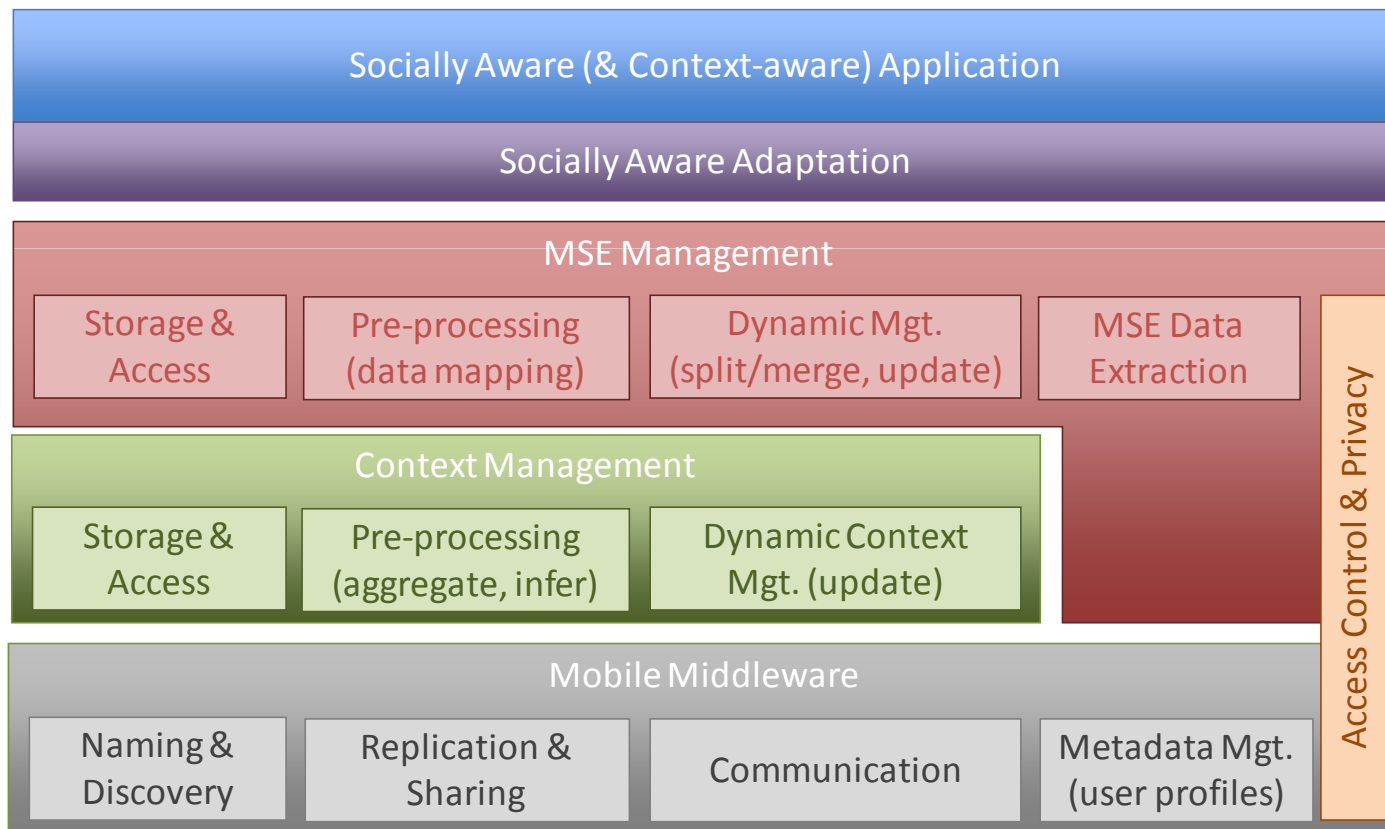 Socially Aware (& Context-aware) Application
Socially Aware Adaptation
MSE Management
Storage &
Access
Pre-processing
(data mapping)
Dynamic Mgt.
(split/merge, update)
MSE Data
Extraction
Context Management
Storage &
Access
Pre-processing
(aggregate, infer)
Dynamic Context
Mgt. (update)
Mobile Middleware
Naming &
Discovery
Replication &
Sharing
Communication
Metadata Mgt.
(user profiles)
Access Control & Privacy